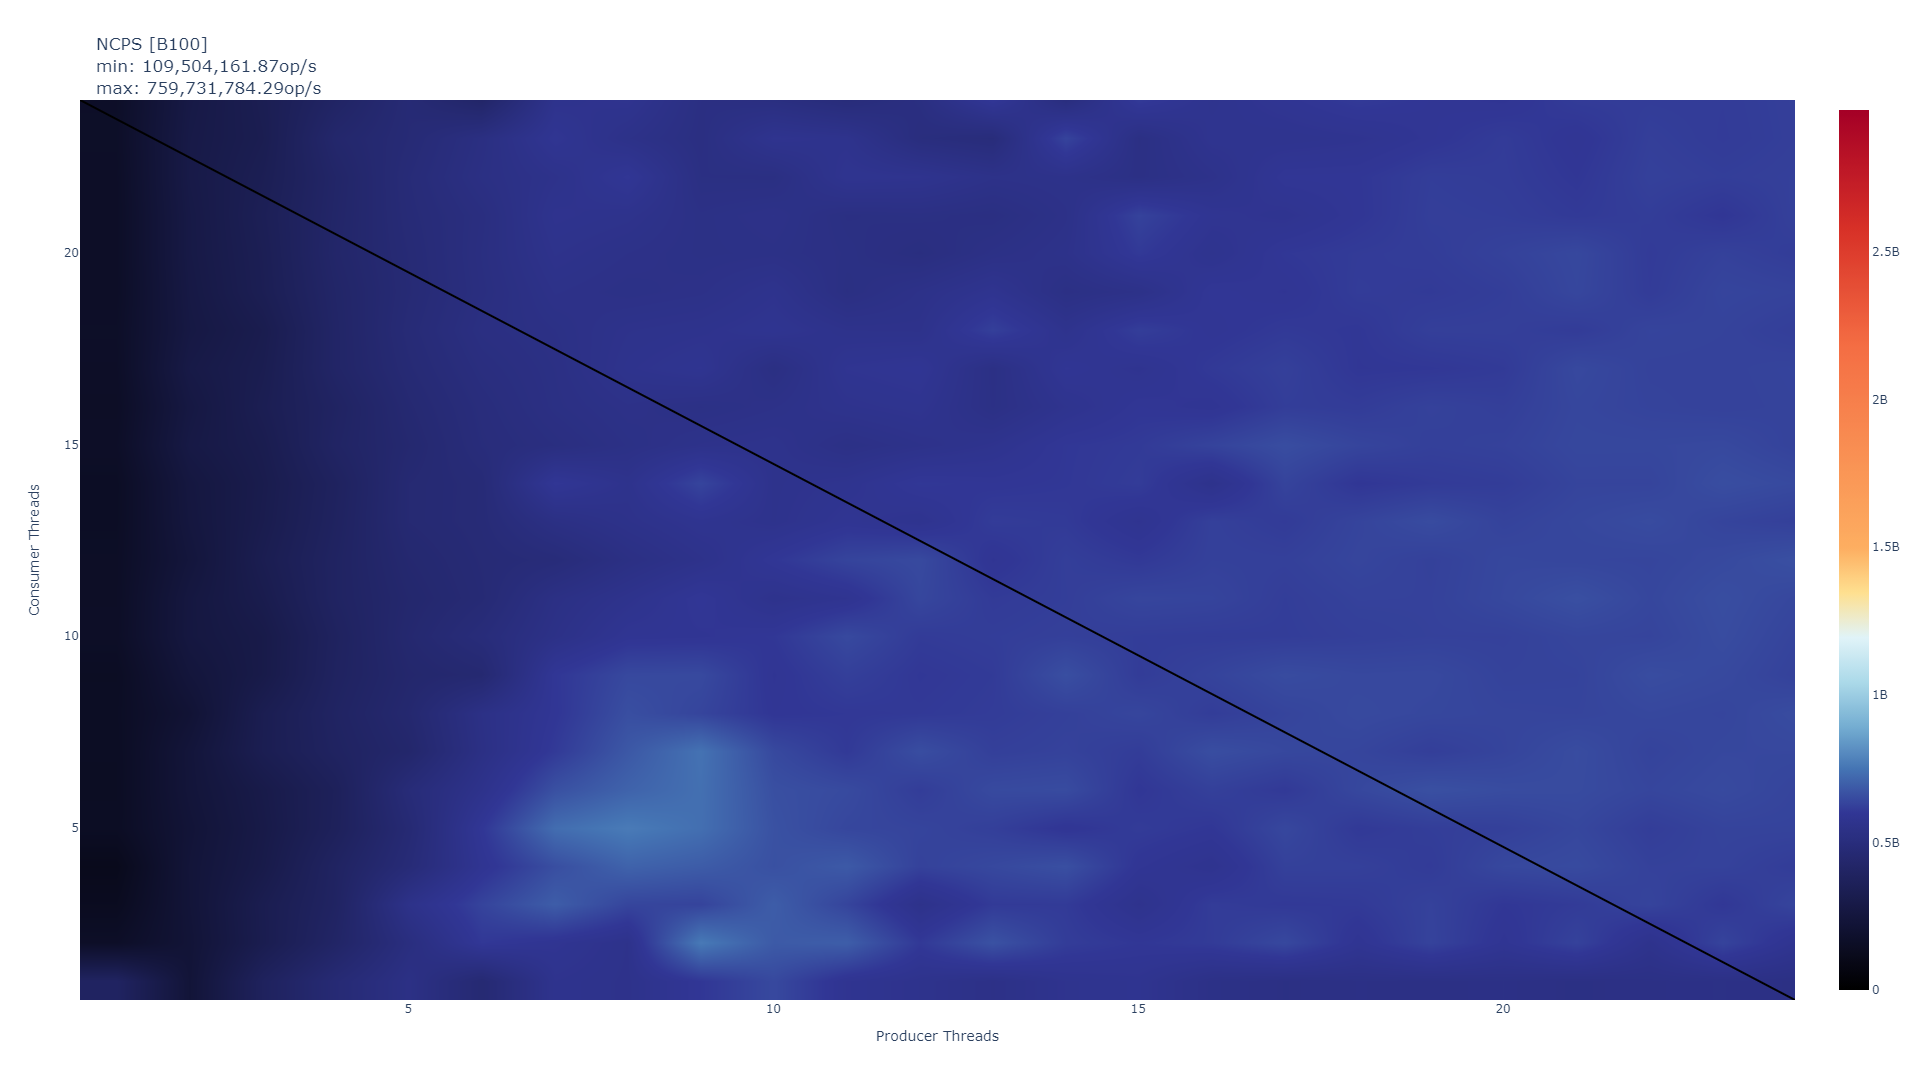 NCPS [B100]
min: 109,504,161.87op/s
max: 759,731,784.29op/s
20
15
10
5
Consumer Threads
5
10
15
20
Producer Threads
2.5B
2B
1.5B
1B
0.5B
0